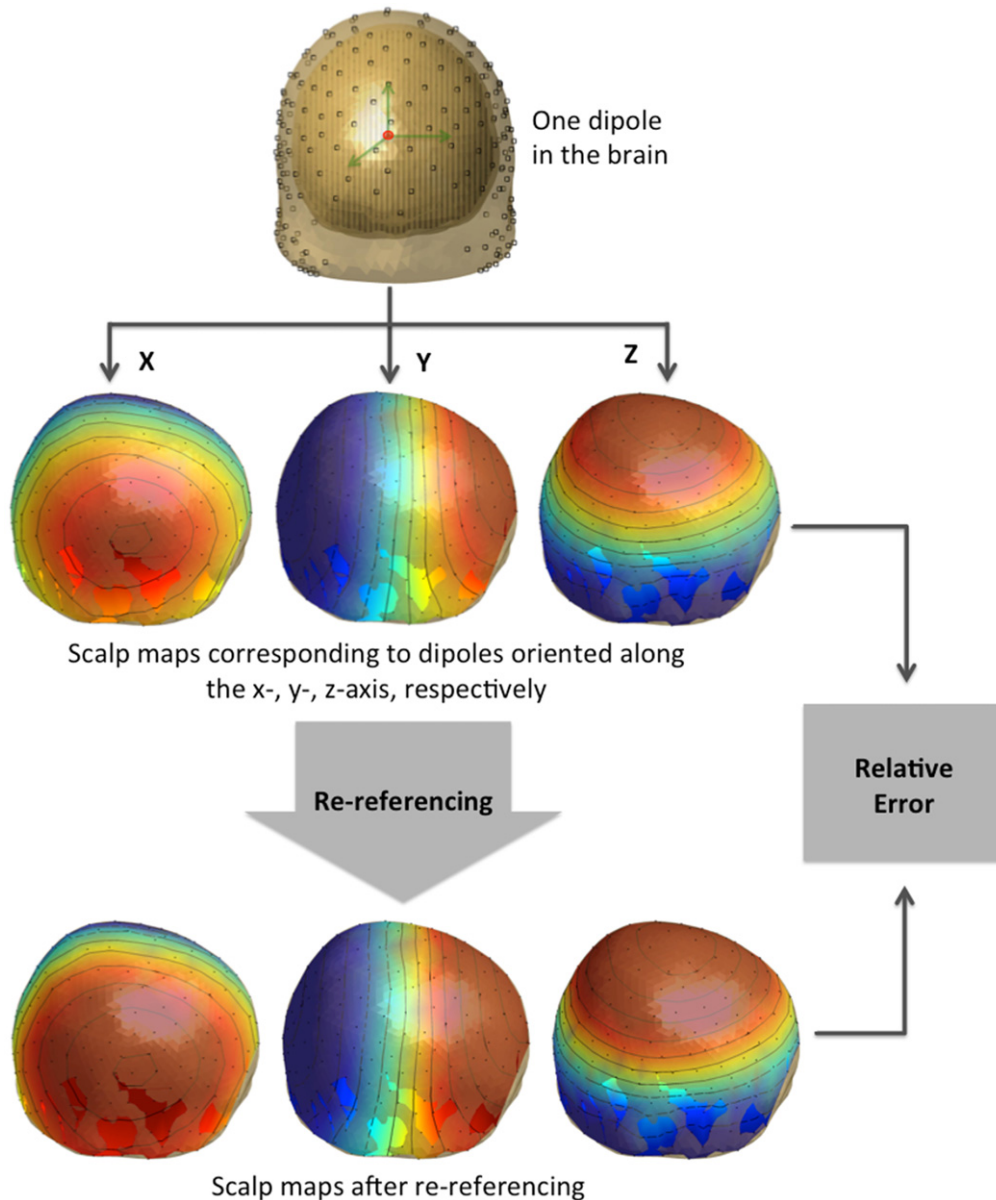 One dipole
in the brain
X
Y
Z
Scalp maps corresponding to dipoles oriented along
the x-, y-, z-axis, respectively
Re-referencing
Relative
Error
Scalp maps after re-referencing